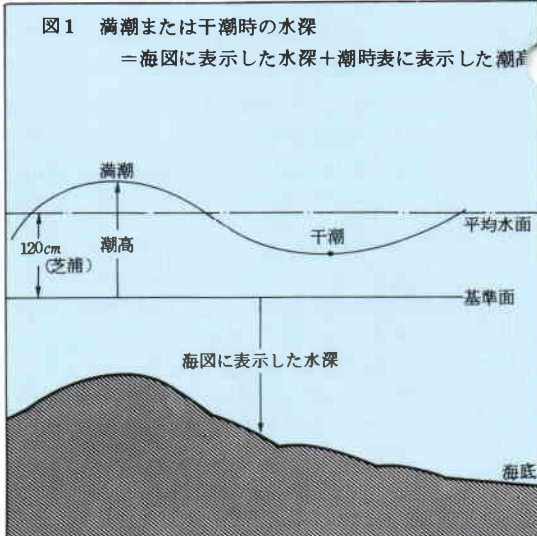 図1 満潮または干潮時の水深
=海図に表示した水深+潮時表に表示した潮高
満潮
平均水面
干潮
120cm
(芝浦)
潮高
基準面
海図に表示した水深
海底